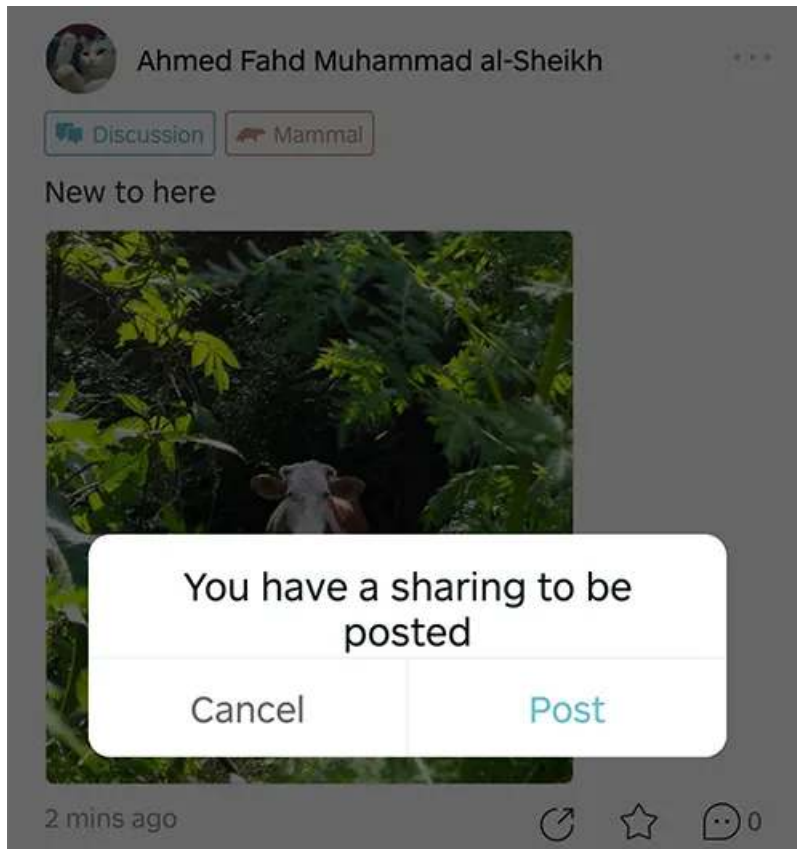 Ahmed Fahd Muhammad al-Sheikh
Discussion
Mammal
New to here
You have a sharing to be
posted
Cancel
Post
2 mins ago
0